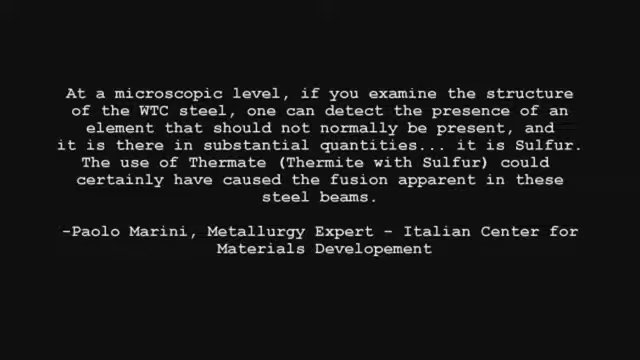 At a microscopic level, if you examine the structure
of the WTC steel, one can detect the presence of an
element that should not normally be present, and
it is there in substantial quantities... it is Sulfur.
The use of Thermate (Thermite with Sulfur) could
certainly have caused the fusion apparent in these
steel beams.
-Paolo Marini, Metallurgy Expert - Italian Center for
Materials Developement